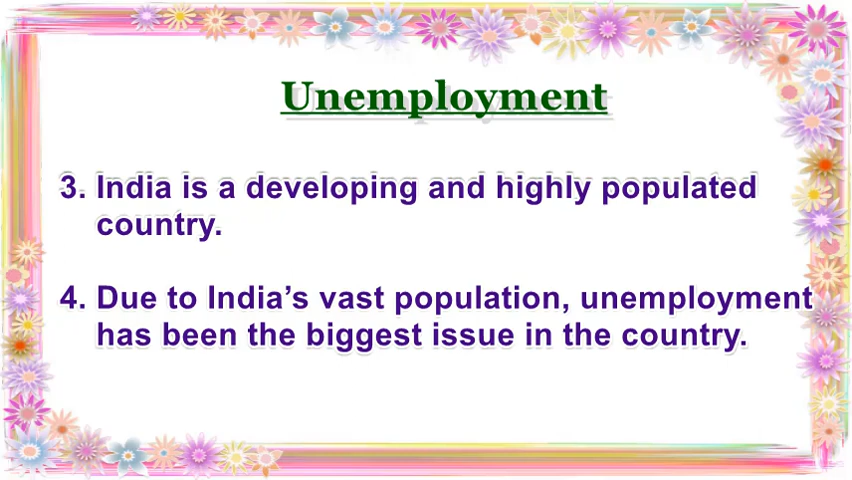 Unemployment
3. India is a developing and highly populated
country.
4. Due to India’s vast population, unemployment
has been the biggest issue in the country.